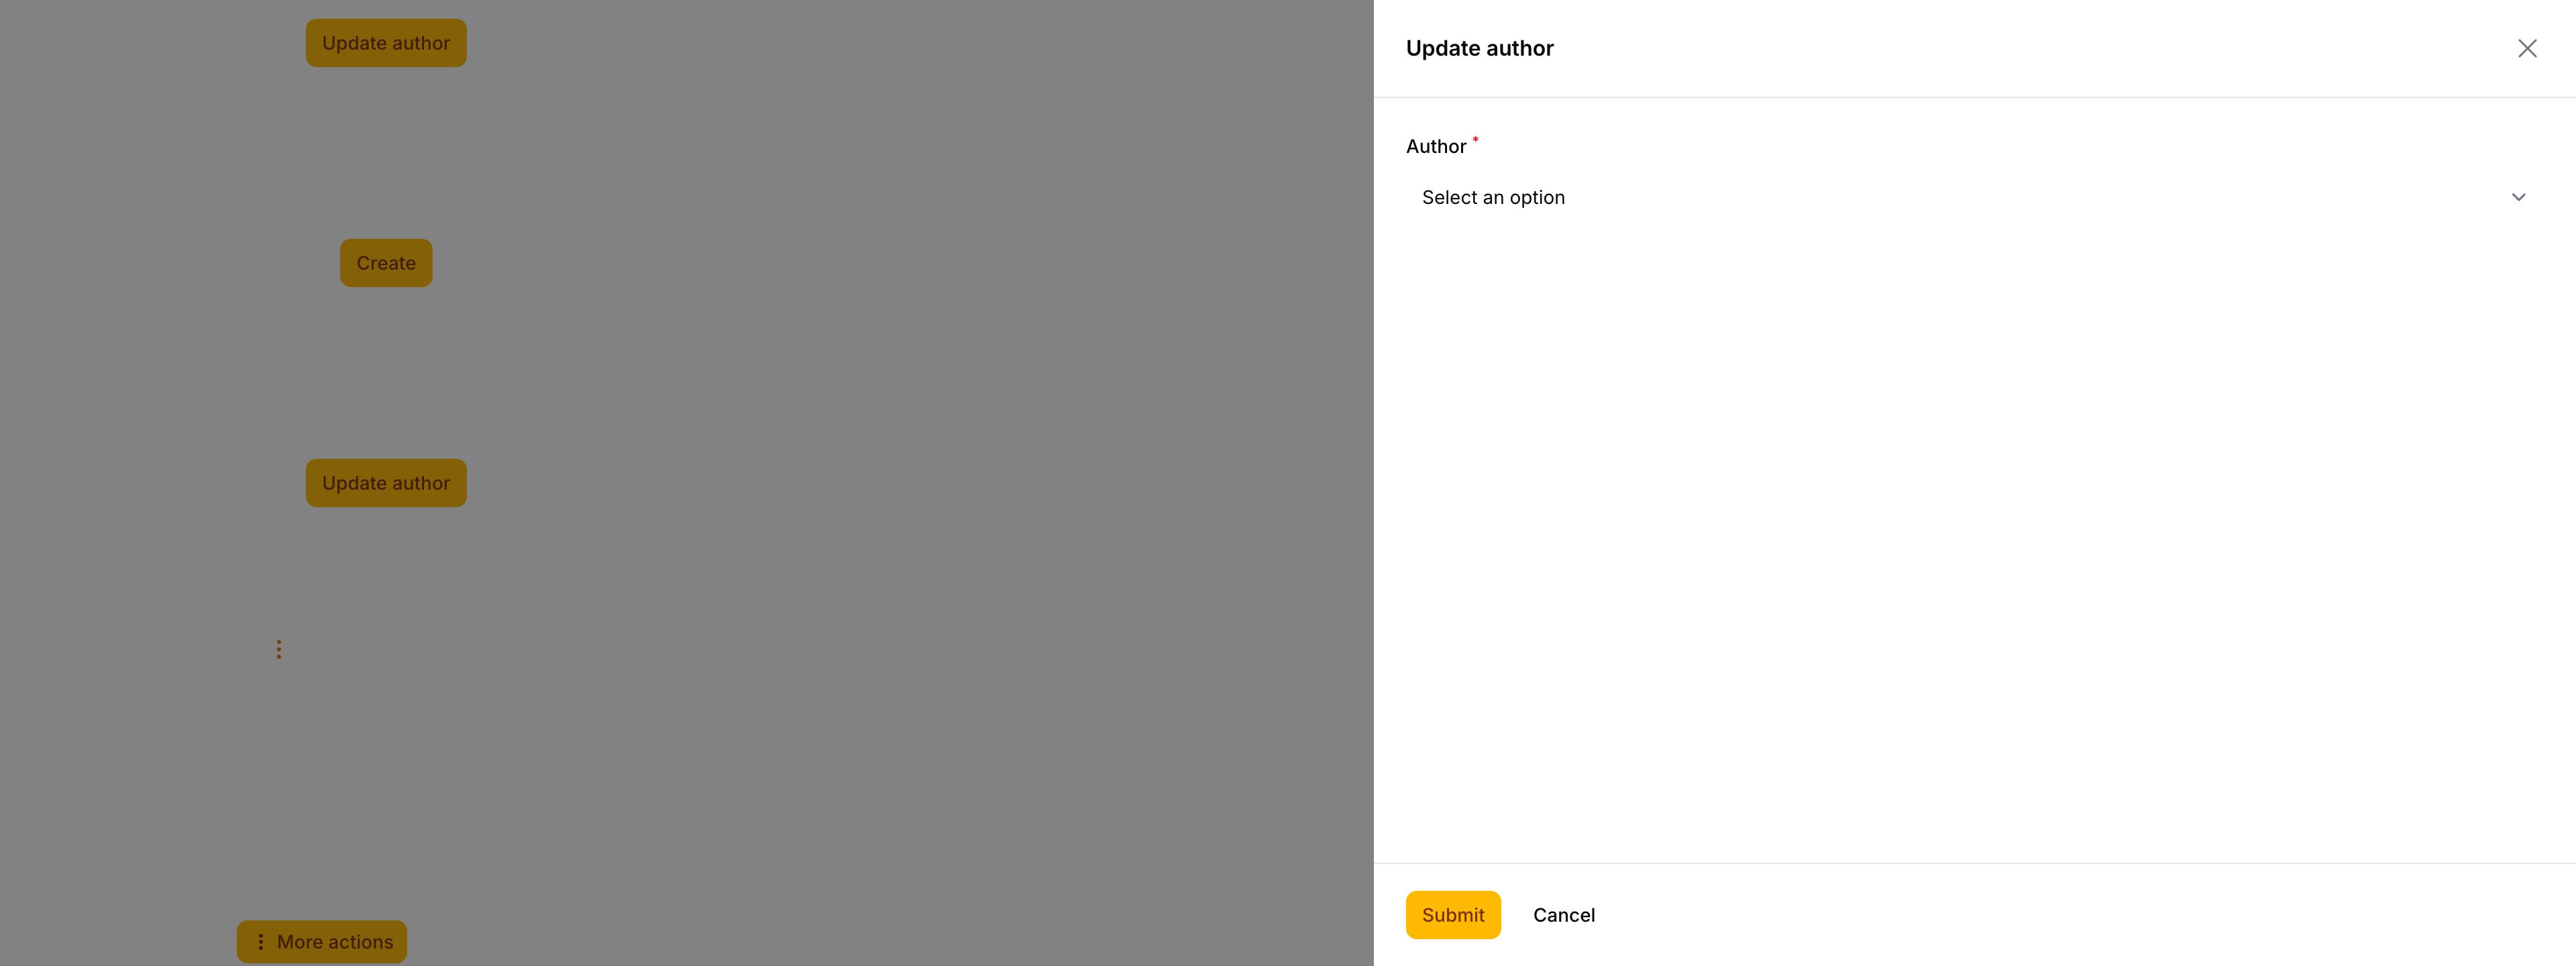 Update author
Create
Update author
More actions
Update author
Author *
Select an option
Submit
Cancel